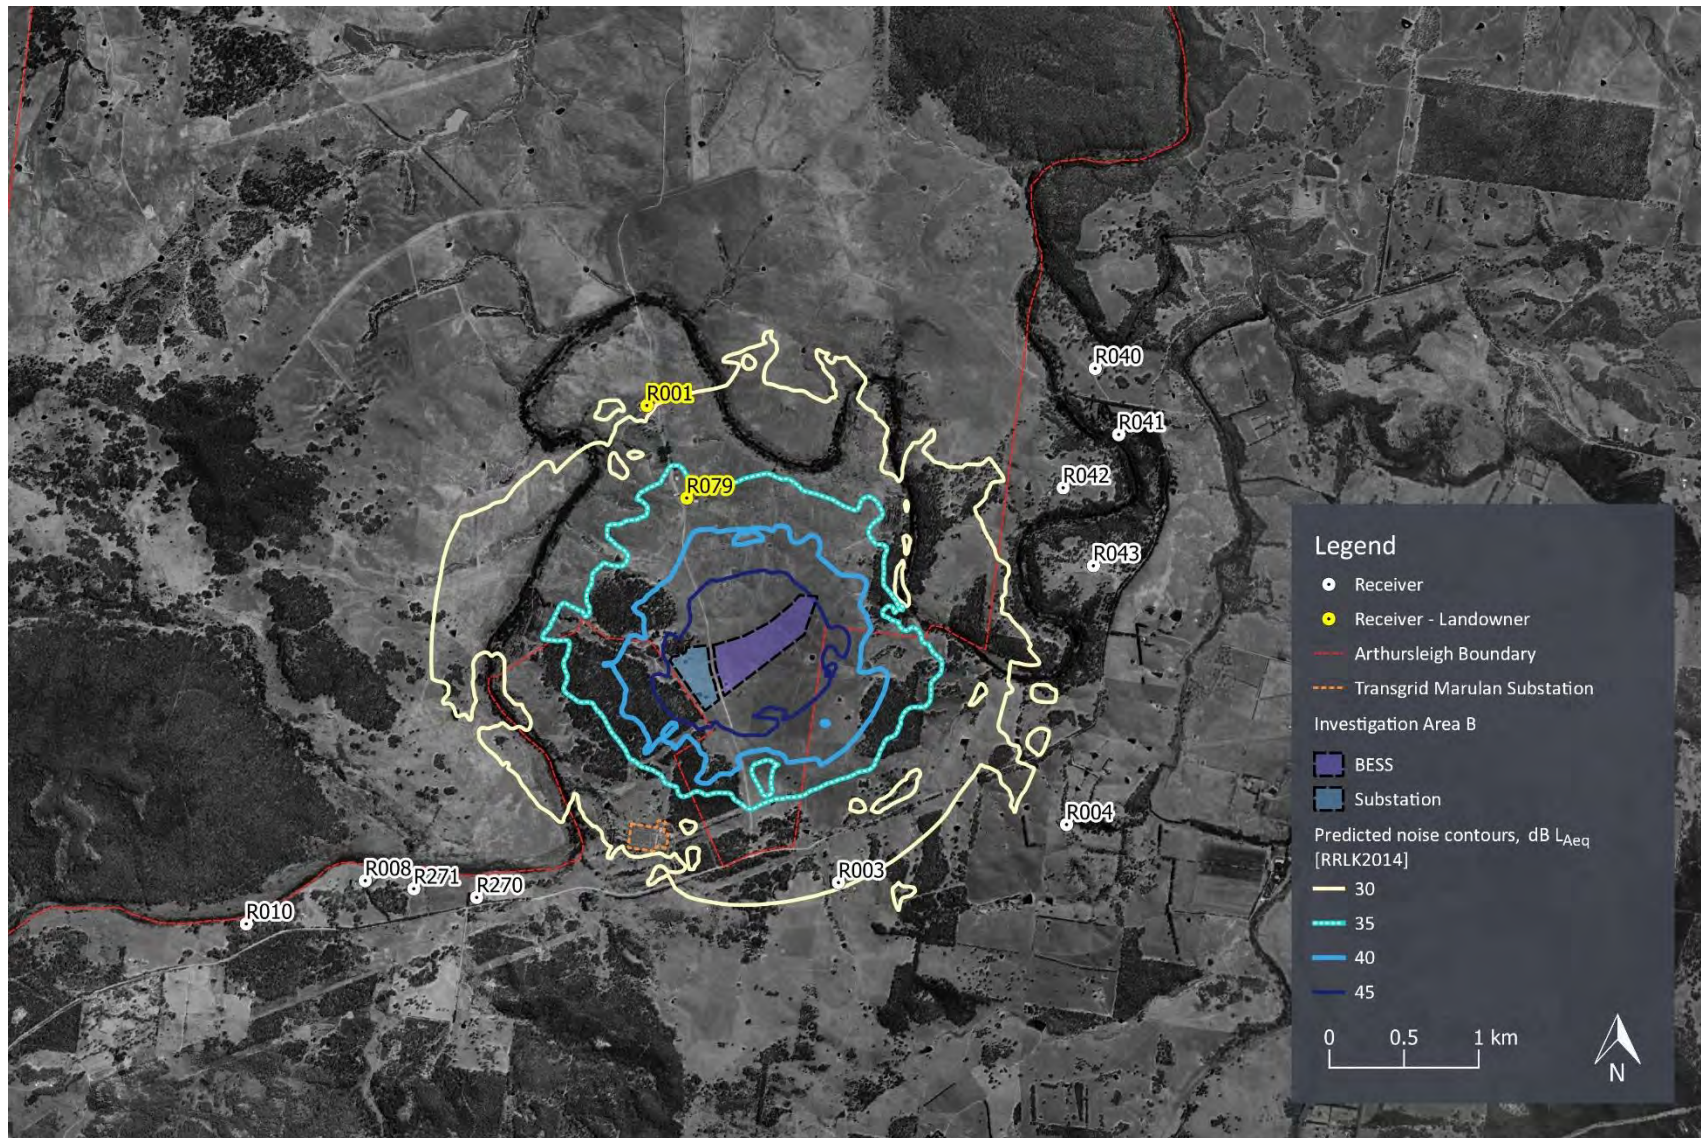 R040
R001
R041
R042
R079
R043
R004
R008
R271
R270
R003
R010
Legend
Receiver
Receiver - Landowner
Arthursleigh Boundary
Transgrid Marulan Substation
Investigation Area B
BESS
Substation
Predicted noise contours, dB LAeq
[RRLK2014]
30
35
40
45
0 0.5 1 km
N